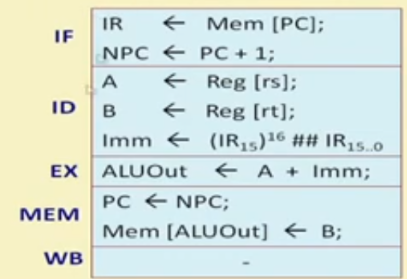 IF
IR ← Mem [PC];
NPC ← PC + 1;
ID
A ← Reg [rs];
B ← Reg [rt];
Imm ← (IR₁₅)¹⁶ ## IR₁₅..₀
EX
ALUOut ← A + Imm;
MEM
PC ← NPC;
Mem [ALUOut] ← B;
WB
-